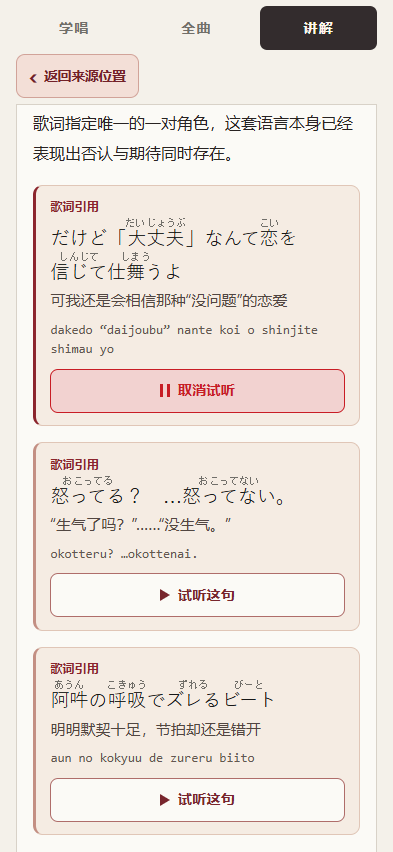 学唱 全曲 讲解
返回来源位置
歌词指定唯一的一对角色，这套语言本身已经
表现出否认与期待同时存在。
歌词引用
だいじょうぶ こい
だけど「大丈夫」なんて恋を
しんじて しまう
信じて仕舞うよ
可我还是会相信那种“没问题”的恋爱
dakedo “daijoubu” nante koi o shinjite
shimau yo
取消试听
歌词引用
おこってる おこってない
怒ってる？　…怒ってない。
“生气了吗？”……“没生气。”
okotteru? …okottenai.
试听这句
歌词引用
あうん こきゅう ずれる びーと
阿吽の呼吸でズレるビート
明明默契十足，节拍却还是错开
aun no kokyuu de zureru biito
试听这句